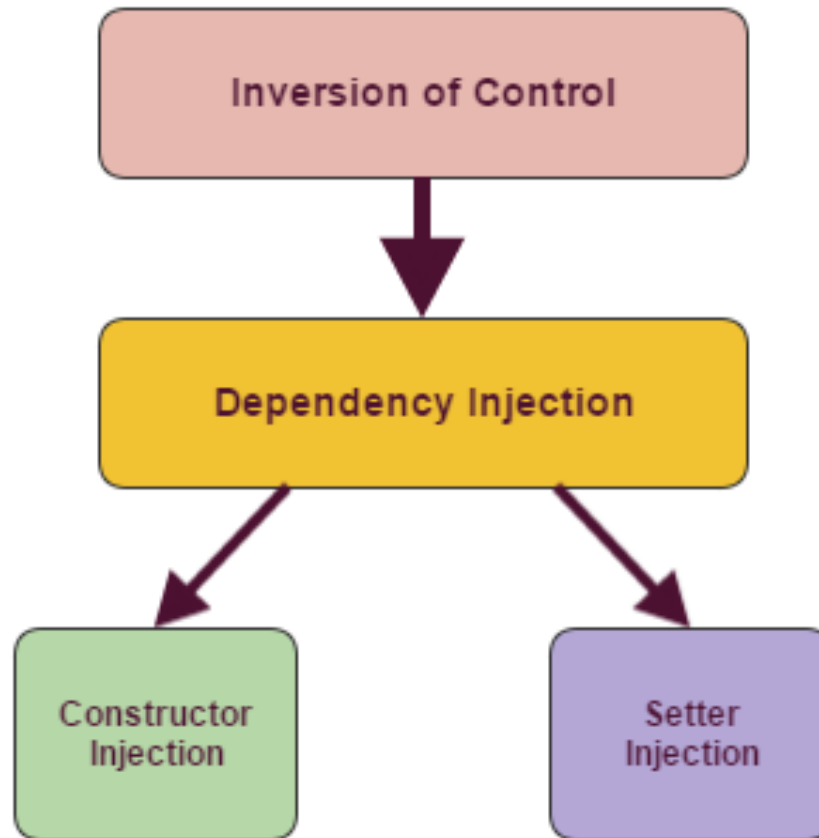 Inversion of Control
Dependency Injection
Constructor
Injection
Setter
Injection